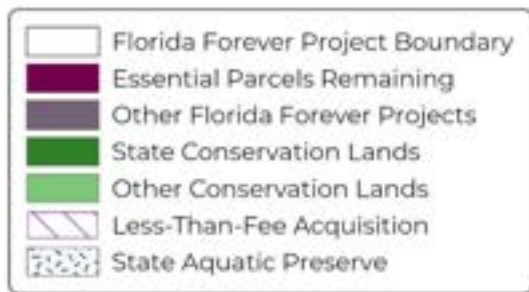 Florida Forever Project Boundary
Essential Parcels Remaining
Other Florida Forever Projects
State Conservation Lands
Other Conservation Lands
Less-Than-Fee Acquisition
State Aquatic Preserve